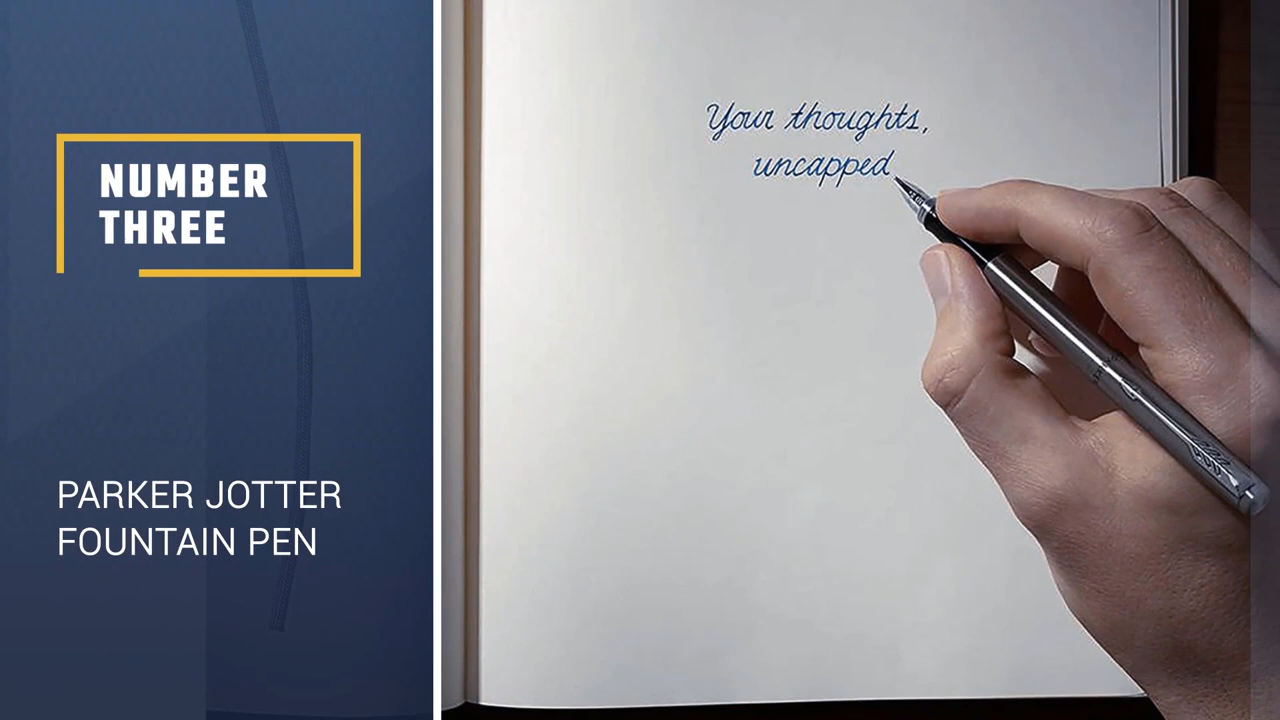 NUMBER
THREE
PARKER JOTTER
FOUNTAIN PEN
Your thoughts,
uncapped